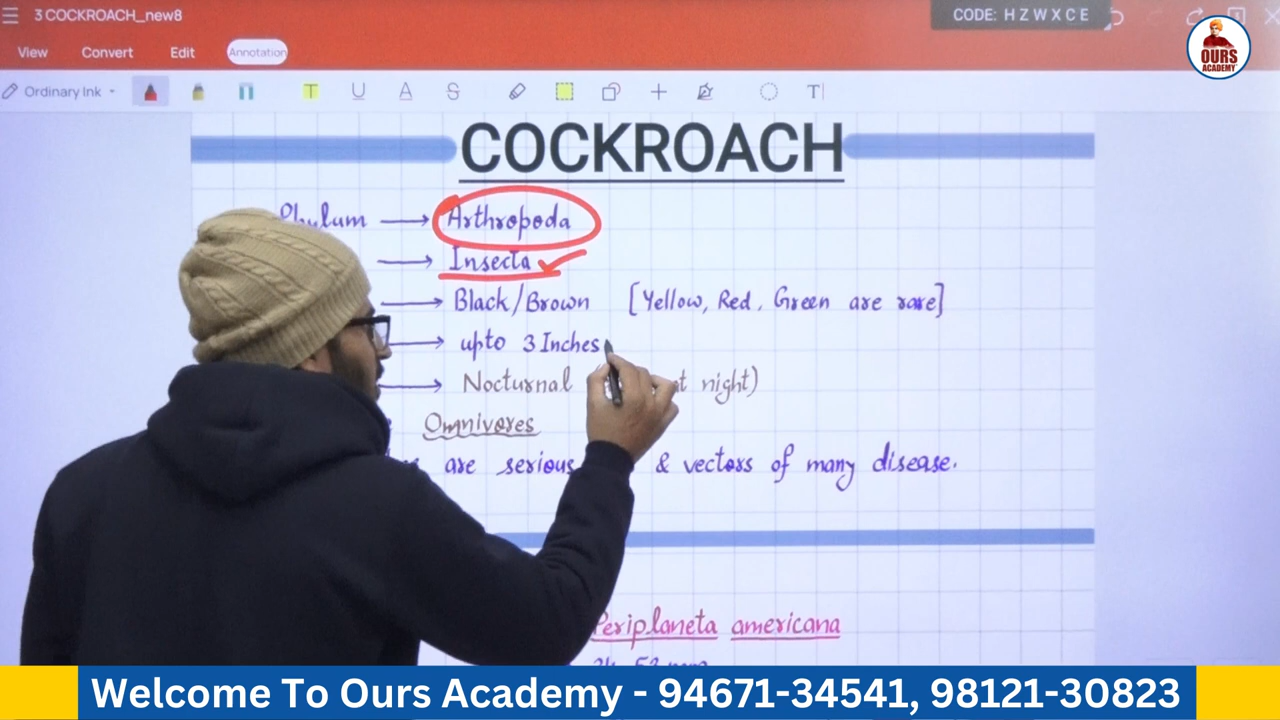 3 COCKROACH_new8
CODE: H Z W X C E
View Convert Edit Annotation
OURS
ACADEMY
Ordinary Ink
COCKROACH
Phylum → Arthropoda
→ Insecta ✓
→ Black/Brown [Yellow, Red, Green are rare]
→ upto 3 Inches
→ Nocturnal at night)
Omnivores
are serious & vectors of many disease.
Periplaneta americana
Welcome To Ours Academy - 94671-34541, 98121-30823